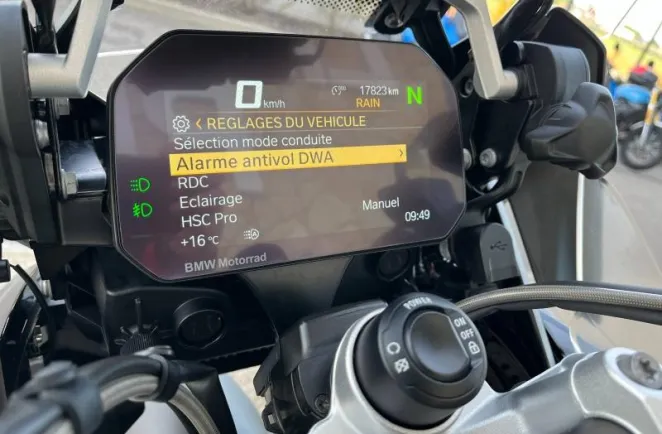 0 km/h
17823 km
RAIN
N
< REGLAGES DU VEHICULE
Sélection mode conduite
Alarme antivol DWA >
RDC
Eclairage
HSC Pro Manuel
+16 °C 09:49
BMW Motorrad
POWER
ON
OFF